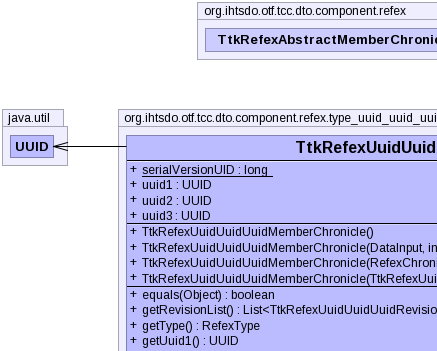 org.ihtsdo.otf.tcc.dto.component.refex
TtkRefexAbstractMemberChronic
java.util
UUID
org.ihtsdo.otf.tcc.dto.component.refex.type_uuid_uuid_uui
TtkRefexUuidUuid
+ serialVersionUID : long
+ uuid1 : UUID
+ uuid2 : UUID
+ uuid3 : UUID
+ TtkRefexUuidUuidUuidMemberChronicle()
+ TtkRefexUuidUuidUuidMemberChronicle(DataInput, in
+ TtkRefexUuidUuidUuidMemberChronicle(RefexChron
+ TtkRefexUuidUuidUuidMemberChronicle(TtkRefexUui
+ equals(Object) : boolean
+ getRevisionList() : List<TtkRefexUuidUuidUuidRevision
+ getType() : RefexType
+ getUuid1() : UUID